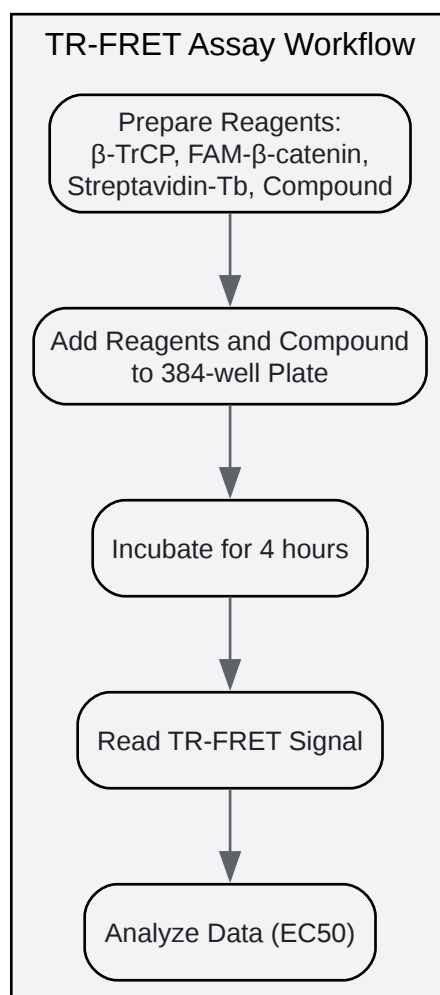 TR-FRET Assay Workflow
Prepare Reagents:
β-TrCP, FAM-β-catenin,
Streptavidin-Tb, Compound
Add Reagents and Compound
to 384-well Plate
Incubate for 4 hours
Read TR-FRET Signal
Analyze Data (EC50)